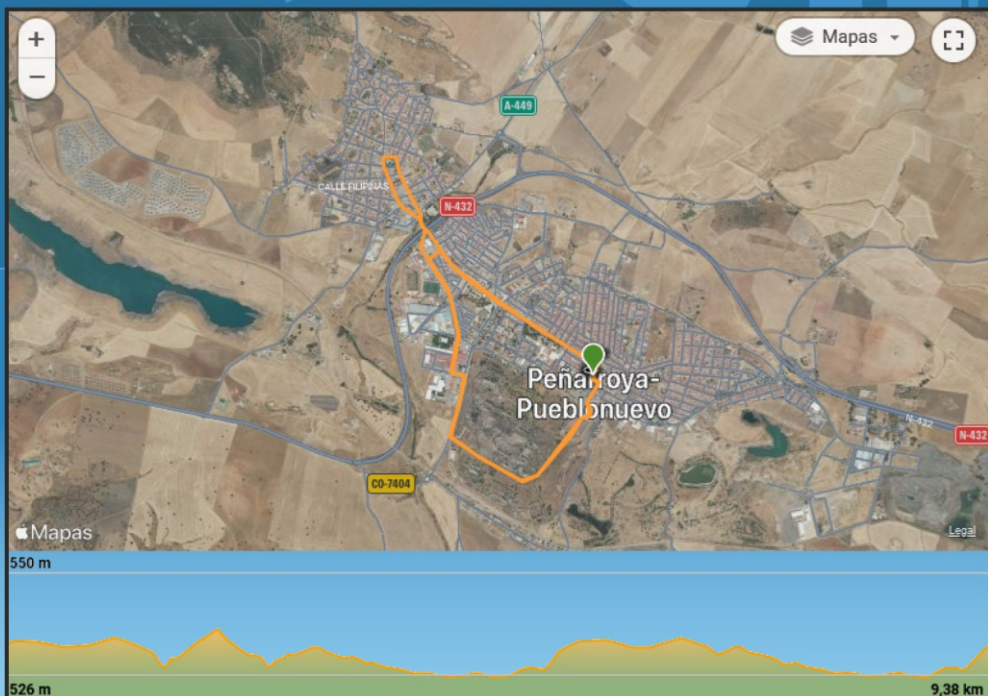 +
Mapas
−
A-449
CALLE FILIPINAS
N-432
Peñarroya-
Pueblonuevo
N-432
N-432
CO-7404
Mapas
Legal
550 m
526 m
9,38 km